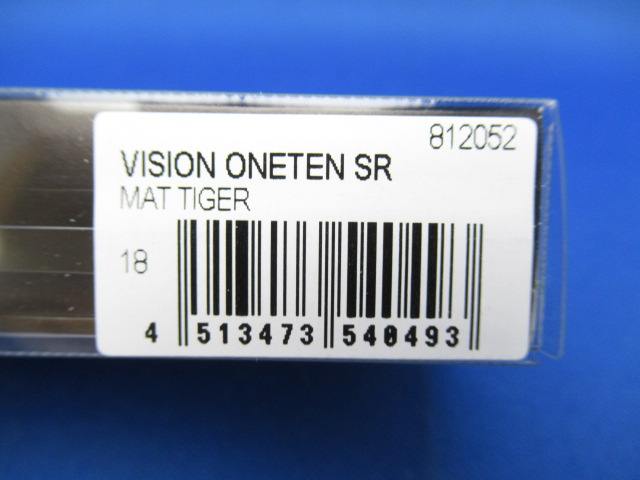 812052
VISION ONETEN SR
MAT TIGER
18
4 513473 540493